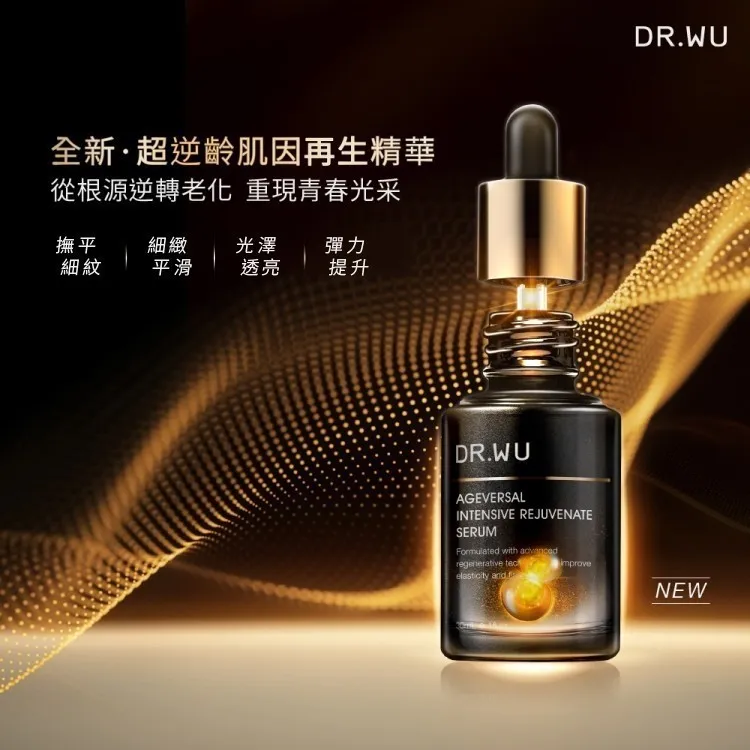 DR.WU
全新·超逆齡肌因再生精華
從根源逆轉老化 重現青春光采
撫平 細緻 光澤 彈力
細紋 平滑 透亮 提升
DR.WU
AGEVERSAL
INTENSIVE REJUVENATE
SERUM
Formulated with advanced
regenerative improve
elasticity and
NEW